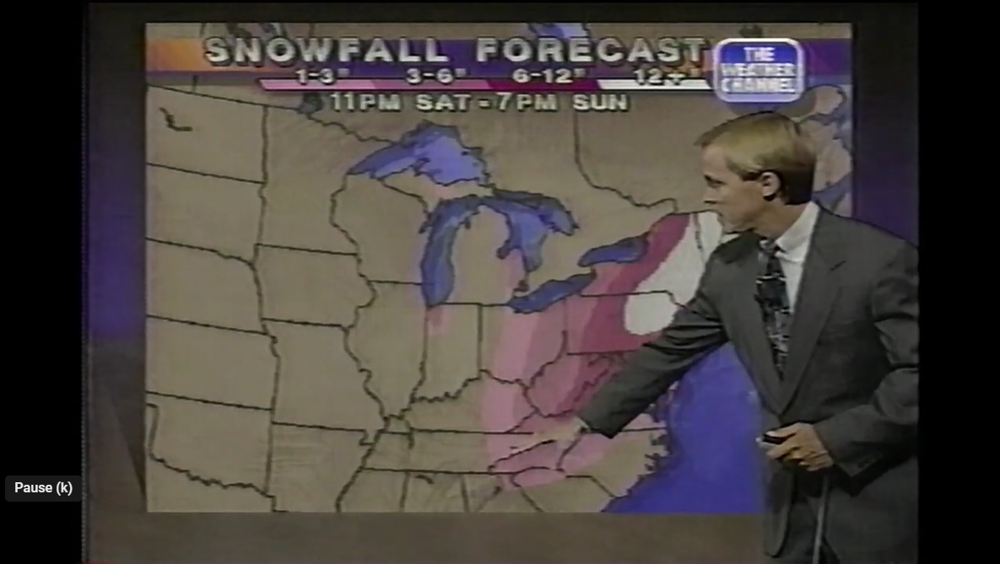 SNOWFALL FORECAST
THE
WEATHER
CHANNEL
1-3" 3-6" 6-12" 12+"
11PM SAT - 7PM SUN
Pause (k)